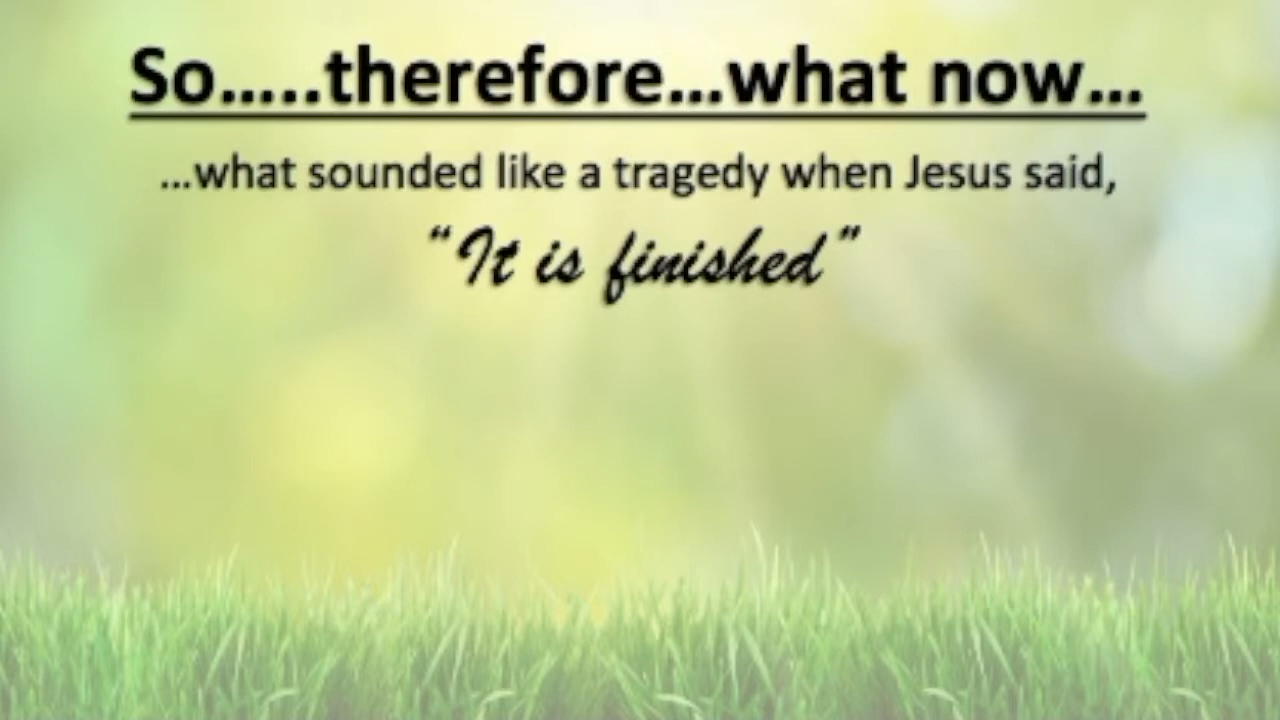 So…..therefore…what now…
…what sounded like a tragedy when Jesus said,
“It is finished”